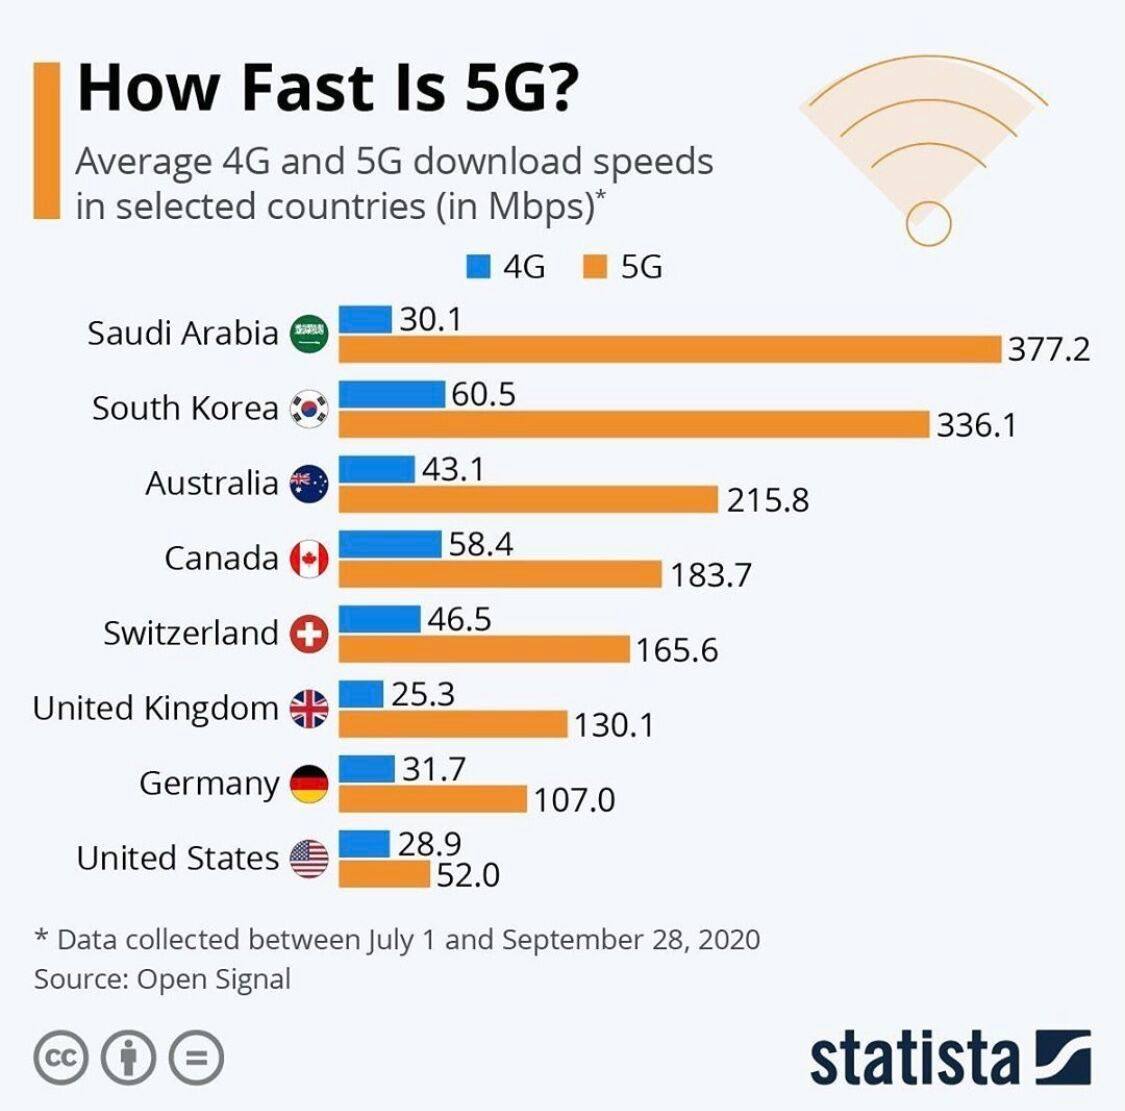 How Fast Is 5G?
Average 4G and 5G download speeds
in selected countries (in Mbps)*
4G 5G
Saudi Arabia 30.1
377.2
South Korea 60.5
336.1
Australia 43.1
215.8
Canada 58.4
183.7
Switzerland 46.5
165.6
United Kingdom 25.3
130.1
Germany 31.7
107.0
United States 28.9
52.0
* Data collected between July 1 and September 28, 2020
Source: Open Signal
cc =
statista